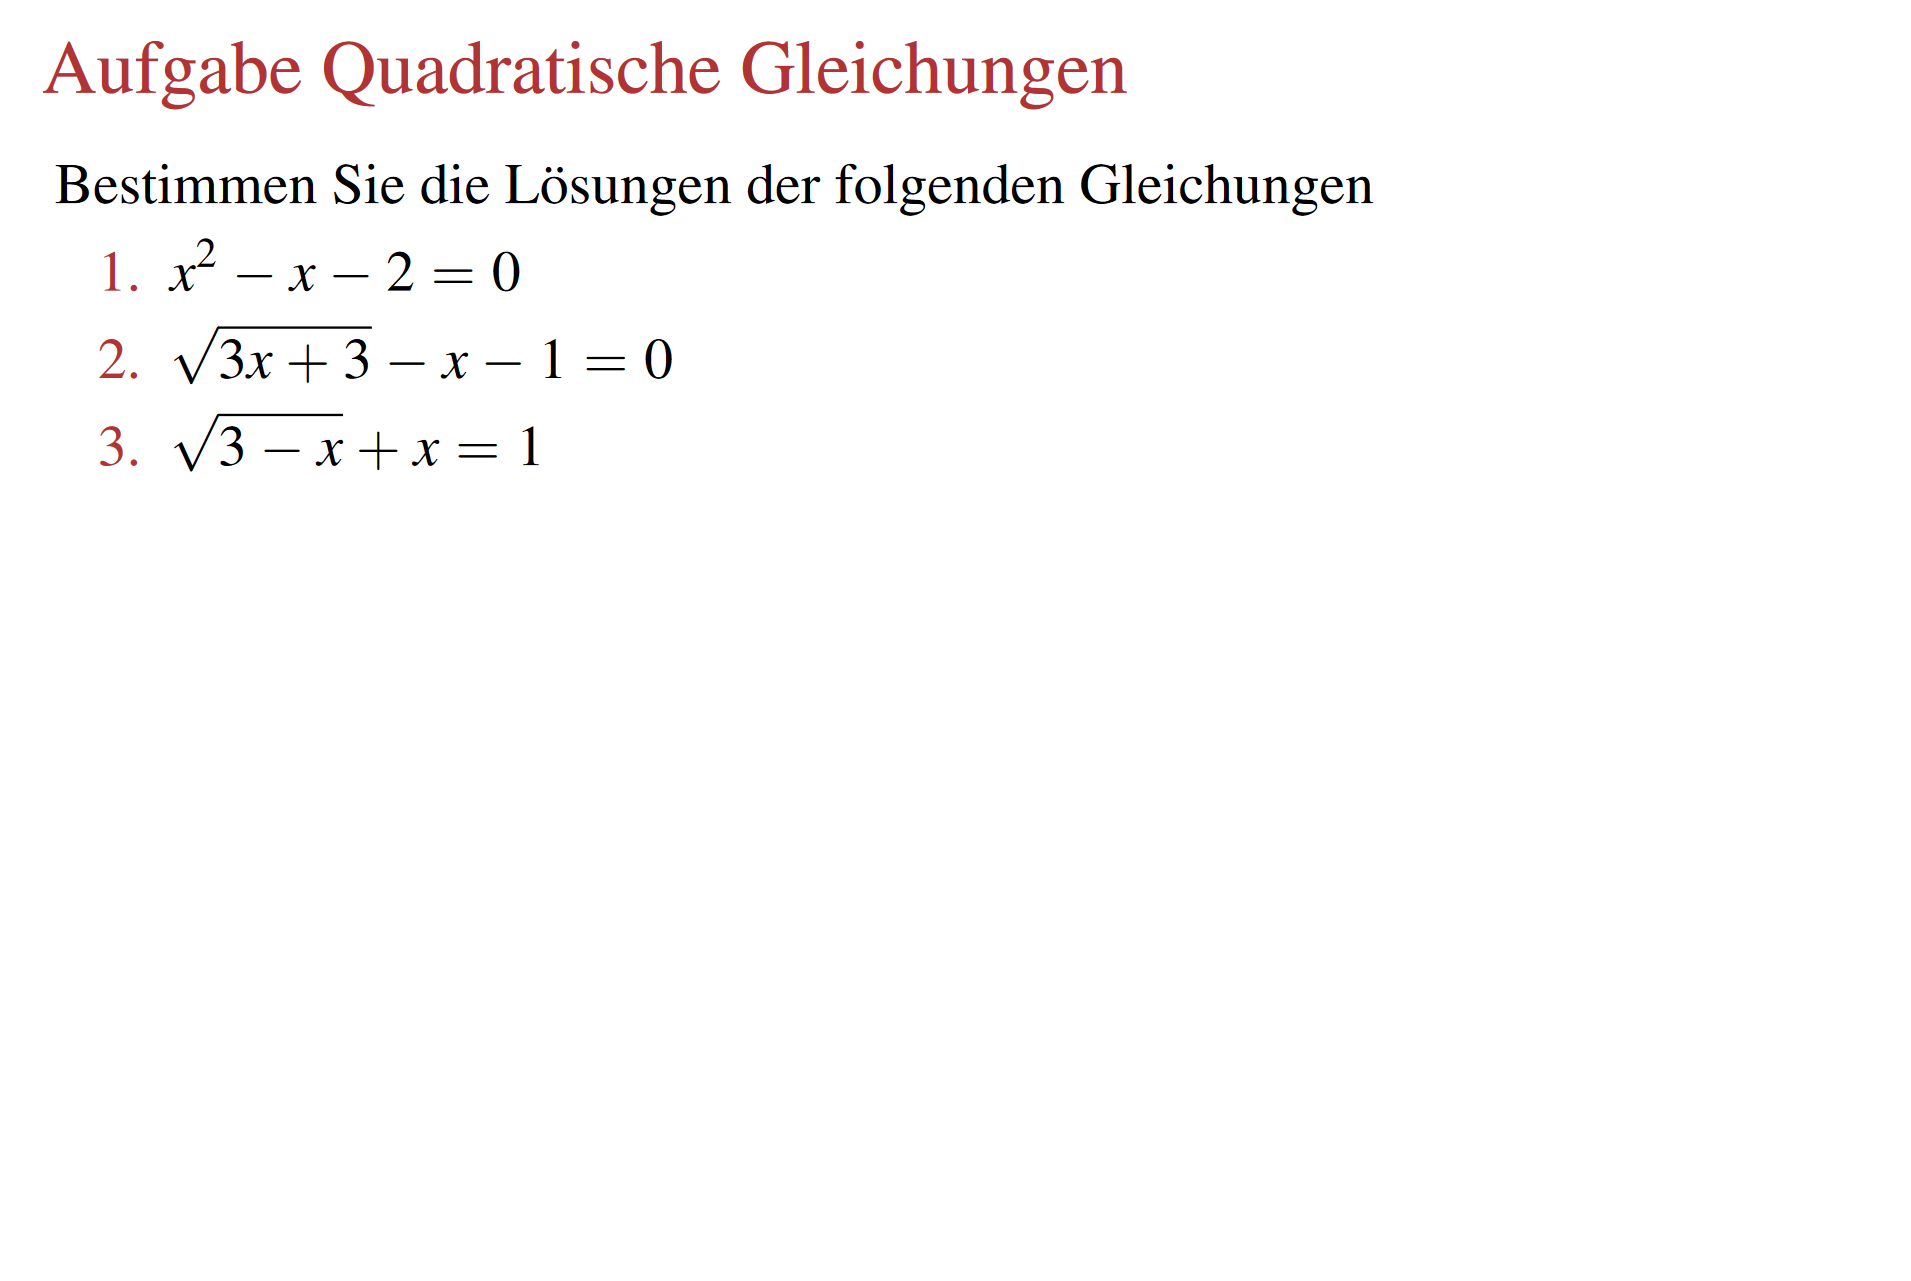 Aufgabe Quadratische Gleichungen
Bestimmen Sie die Lösungen der folgenden Gleichungen
1. x² − x − 2 = 0
2. √(3x + 3) − x − 1 = 0
3. √(3 − x) + x = 1